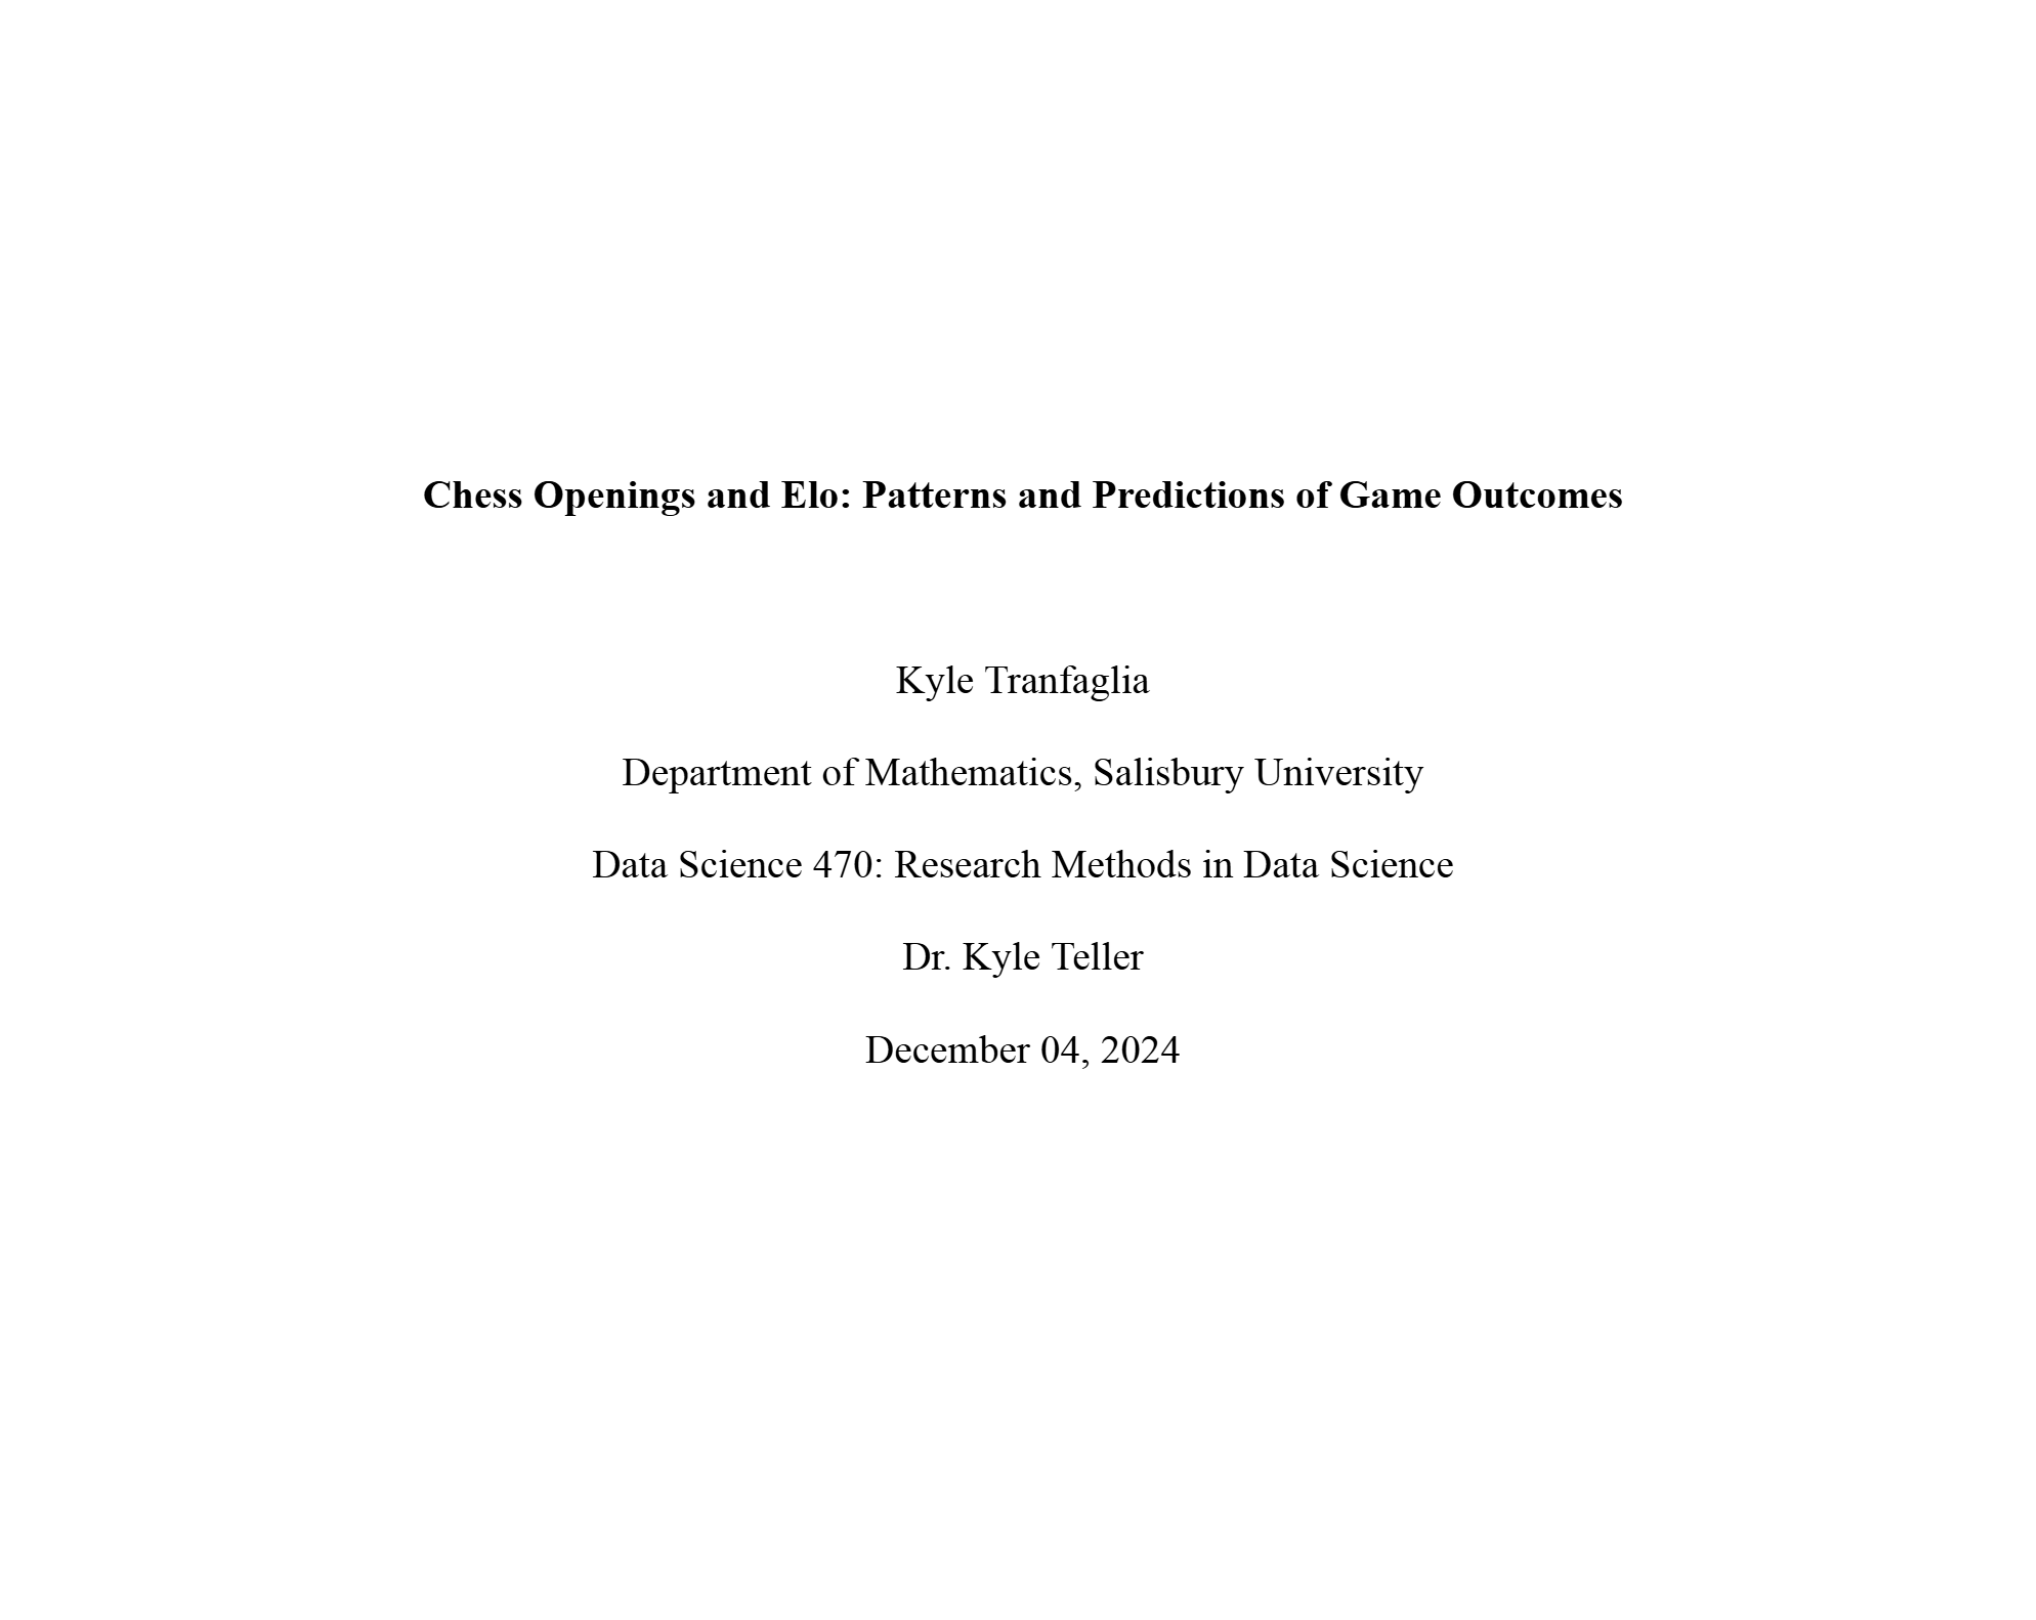 Chess Openings and Elo: Patterns and Predictions of Game Outcomes
Kyle Tranfaglia
Department of Mathematics, Salisbury University
Data Science 470: Research Methods in Data Science
Dr. Kyle Teller
December 04, 2024